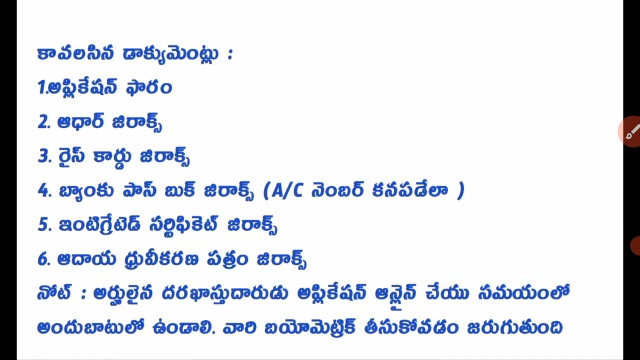 కావలసిన డాక్యుమెంట్లు :
1.అప్లికేషన్ ఫారం
2. ఆధార్ జిరాక్స్
3. రైస్ కార్డు జిరాక్స్
4. బ్యాంకు పాస్ బుక్ జిరాక్స్ ( A/C నెంబర్ కనపడేలా )
5. ఇంటిగ్రేటెడ్ సర్టిఫికెట్ జిరాక్స్
6. ఆదాయ ధ్రువీకరణ పత్రం జిరాక్స్
నోట్ : అర్హులైన దరఖాస్తుదారుడు అప్లికేషన్ ఆన్లైన్ చేయు సమయంలో
అందుబాటులో ఉండాలి. వారి బయోమెట్రిక్ తీసుకోవడం జరుగుతుంది